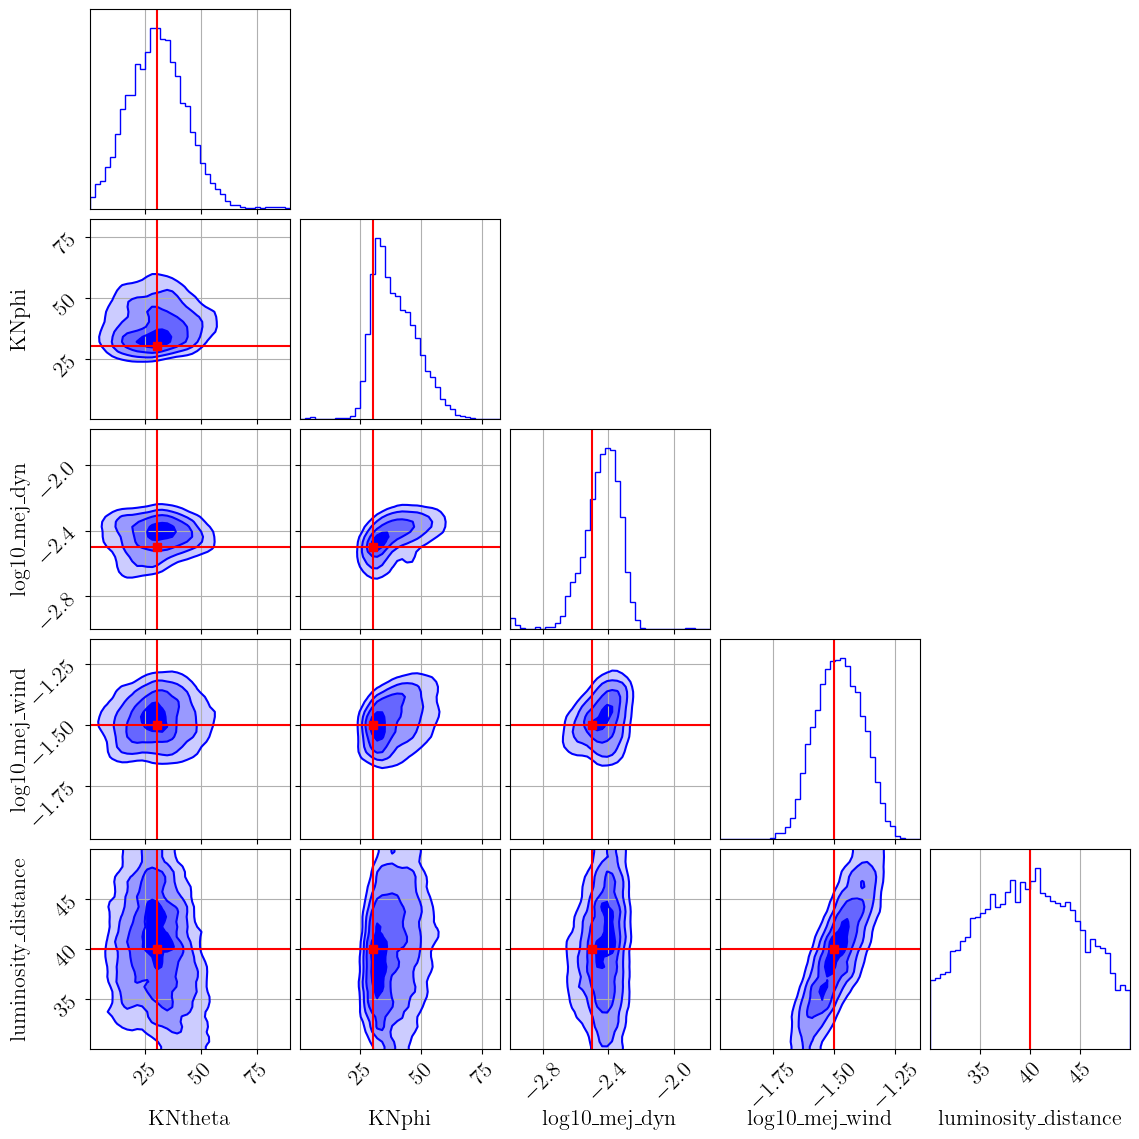 75
50
25
KNphi
−2.0
−2.4
−2.8
log10_mej_dyn
−1.25
−1.50
−1.75
log10_mej_wind
45
40
35
luminosity_distance
25 50 75 25 50 75 −2.8 −2.4 −2.0 −1.75 −1.50 −1.25 35 40 45
KNtheta KNphi log10_mej_dyn log10_mej_wind luminosity_distance